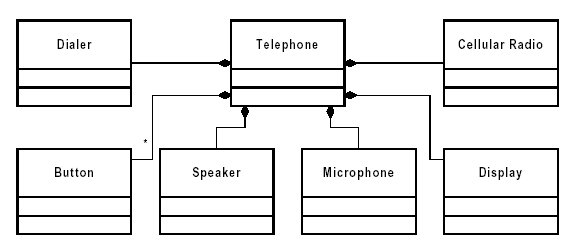 Dialer
Telephone
Cellular Radio
*
Button
Speaker
Microphone
Display